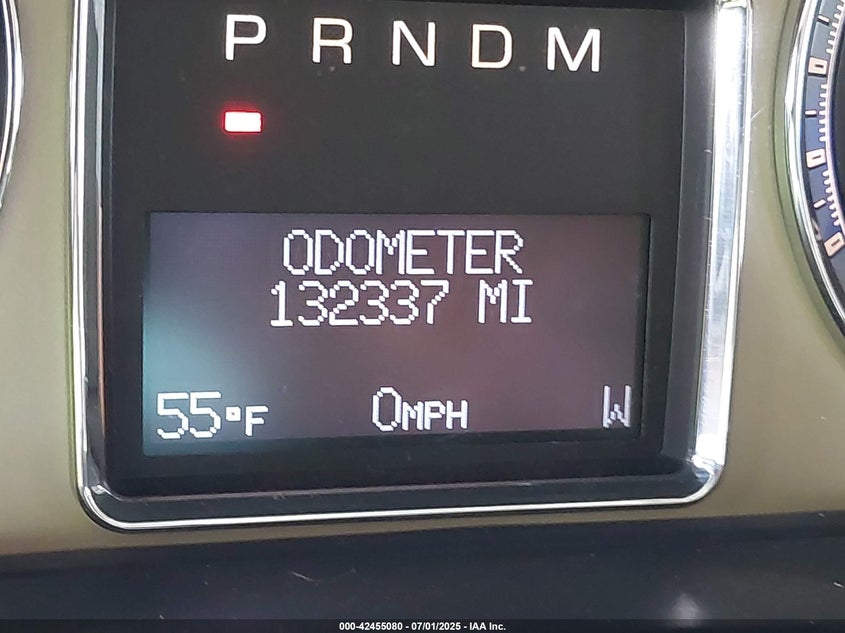 P R N D M
ODOMETER
132337 MI
55°F 0MPH W
000-42455080 - 07/01/2025 - IAA Inc.